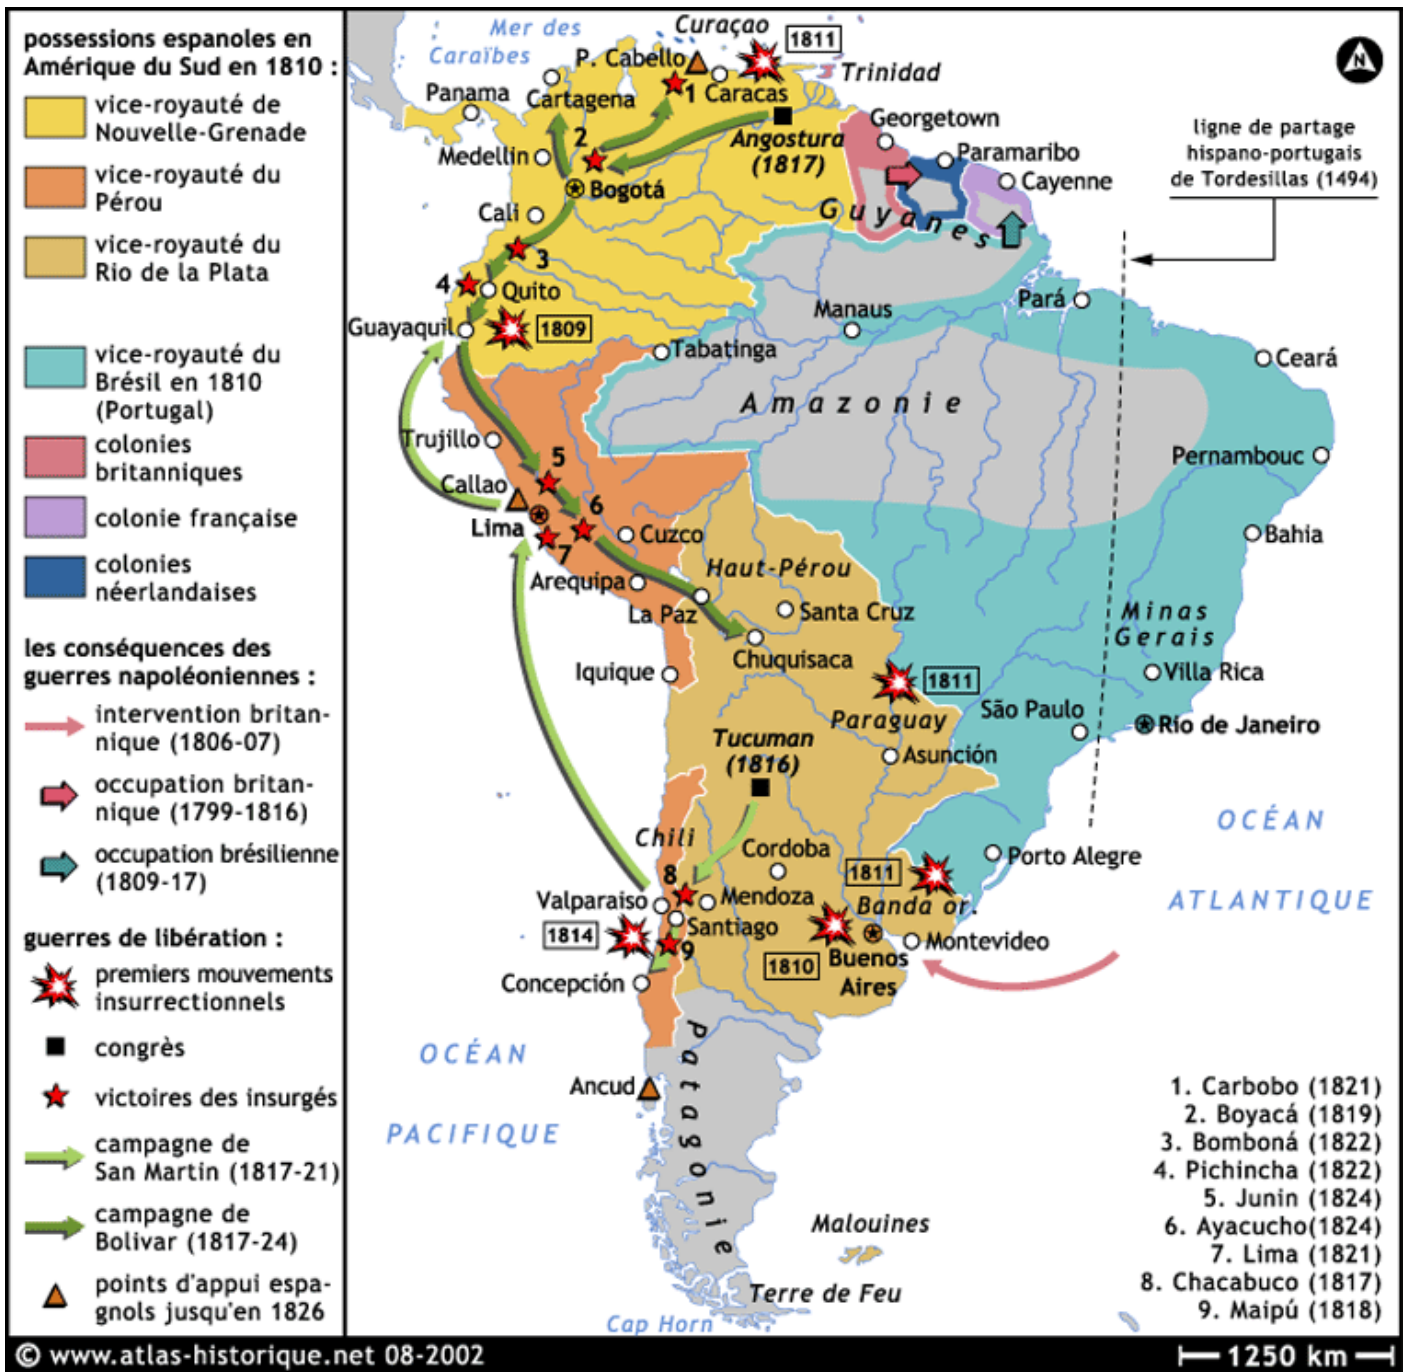 possessions espanoles en
Amérique du Sud en 1810 :
vice-royauté de
Nouvelle-Grenade
vice-royauté du
Pérou
vice-royauté du
Rio de la Plata
vice-royauté du
Brésil en 1810
(Portugal)
colonies
britanniques
colonie française
colonies
néerlandaises
les conséquences des
guerres napoléoniennes :
intervention britan-
nique (1806-07)
occupation britan-
nique (1799-1816)
occupation brésilienne
(1809-17)
guerres de libération :
premiers mouvements
insurrectionnels
congrès
victoires des insurgés
campagne de
San Martin (1817-21)
campagne de
Bolivar (1817-24)
points d'appui espa-
gnols jusqu'en 1826
Mer des
Caraïbes
Curaçao
1811
P. Cabello
Trinidad
Panama
Cartagena
1
Caracas
Georgetown
ligne de partage
hispano-portugais
de Tordesillas (1494)
Medellin
2
Angostura
(1817)
Paramaribo
Bogotá
Cayenne
Cali
Guyanes
3
4
Quito
Pará
Guayaquil
1809
Manaus
Tabatinga
Ceará
Amazonie
Trujillo
5
Pernambouc
Callao
6
Lima
Cuzco
Bahia
7
Haut-Pérou
Arequipa
La Paz
Santa Cruz
Minas
Gerais
Chuquisaca
Iquique
1811
Villa Rica
São Paulo
Paraguay
Rio de Janeiro
Tucuman
(1816)
Asunción
OCÉAN
ATLANTIQUE
Chili
Cordoba
1811
Porto Alegre
8
Valparaiso
Mendoza
Banda or.
1814
Santiago
9
Montevideo
1810
Buenos
Aires
Concepción
Patagonie
OCÉAN
PACIFIQUE
Ancud
Malouines
Terre de Feu
Cap Horn
1. Carbobo (1821)
2. Boyacá (1819)
3. Bomboná (1822)
4. Pichincha (1822)
5. Junin (1824)
6. Ayacucho(1824)
7. Lima (1821)
8. Chacabuco (1817)
9. Maipú (1818)
© www.atlas-historique.net 08-2002
1250 km
N